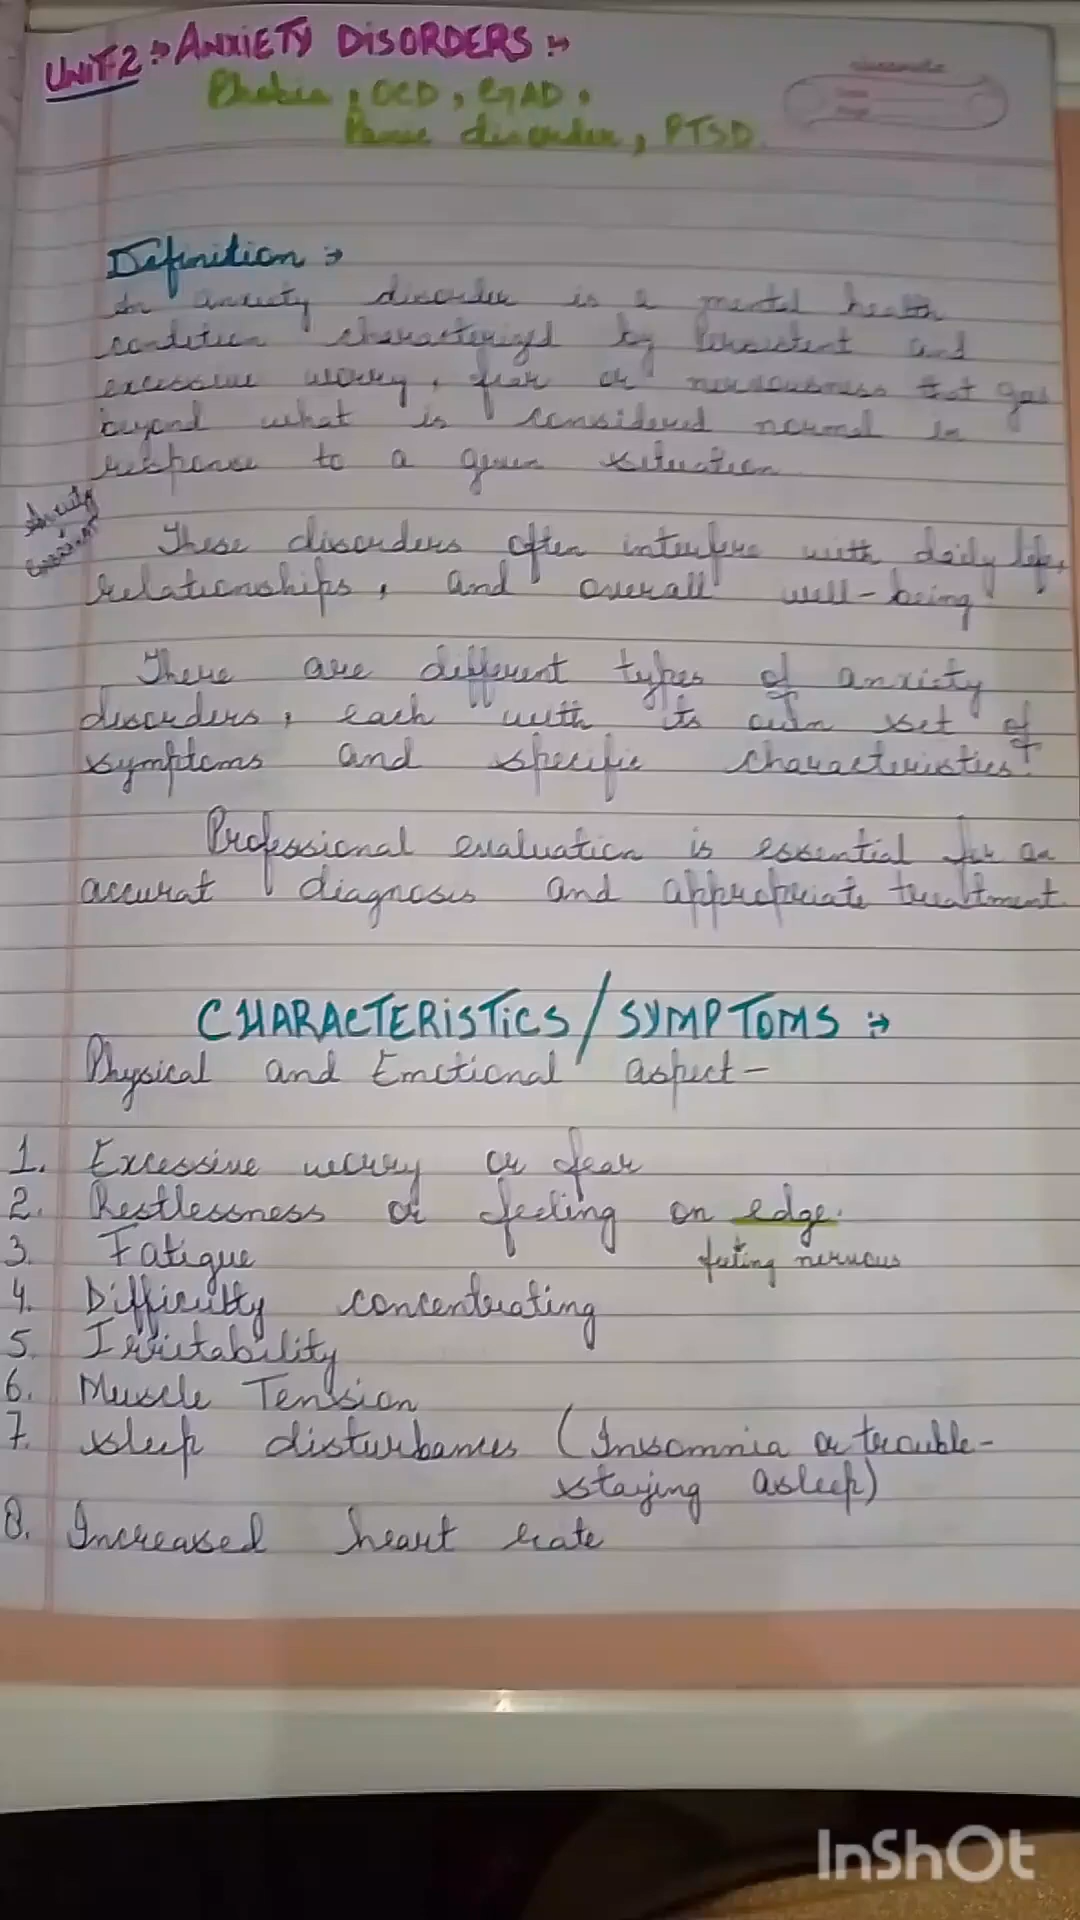 UNIT-2 :→ ANXIETY DISORDERS :→
Phobia, OCD, GAD,
Panic disorder, PTSD.
Definition :→
An anxiety disorder is a mental health
condition characterized by Persistent and
excessive worry, fear or nervousness that goes
beyond what is considered normal in
response to a given situation
These disorders often interfere with daily life,
relationships, and overall well-being
There are different types of anxiety
disorders, each with its own set of
symptoms and specific characteristics.
Professional evaluation is essential for an
accurat diagnosis and appropriate treatment.
CHARACTERISTICS/SYMPTOMS :→
Physical and Emotional aspect-
1. Excessive worry or fear
2. Restlessness or feeling on edge.
feeling nervous
3. Fatigue
4. Difficulty concentrating
5. Irritability
6. Muscle Tension
7. sleep disturbances (Insomnia or trouble-
staying asleep)
8. Increased heart rate
InShOt